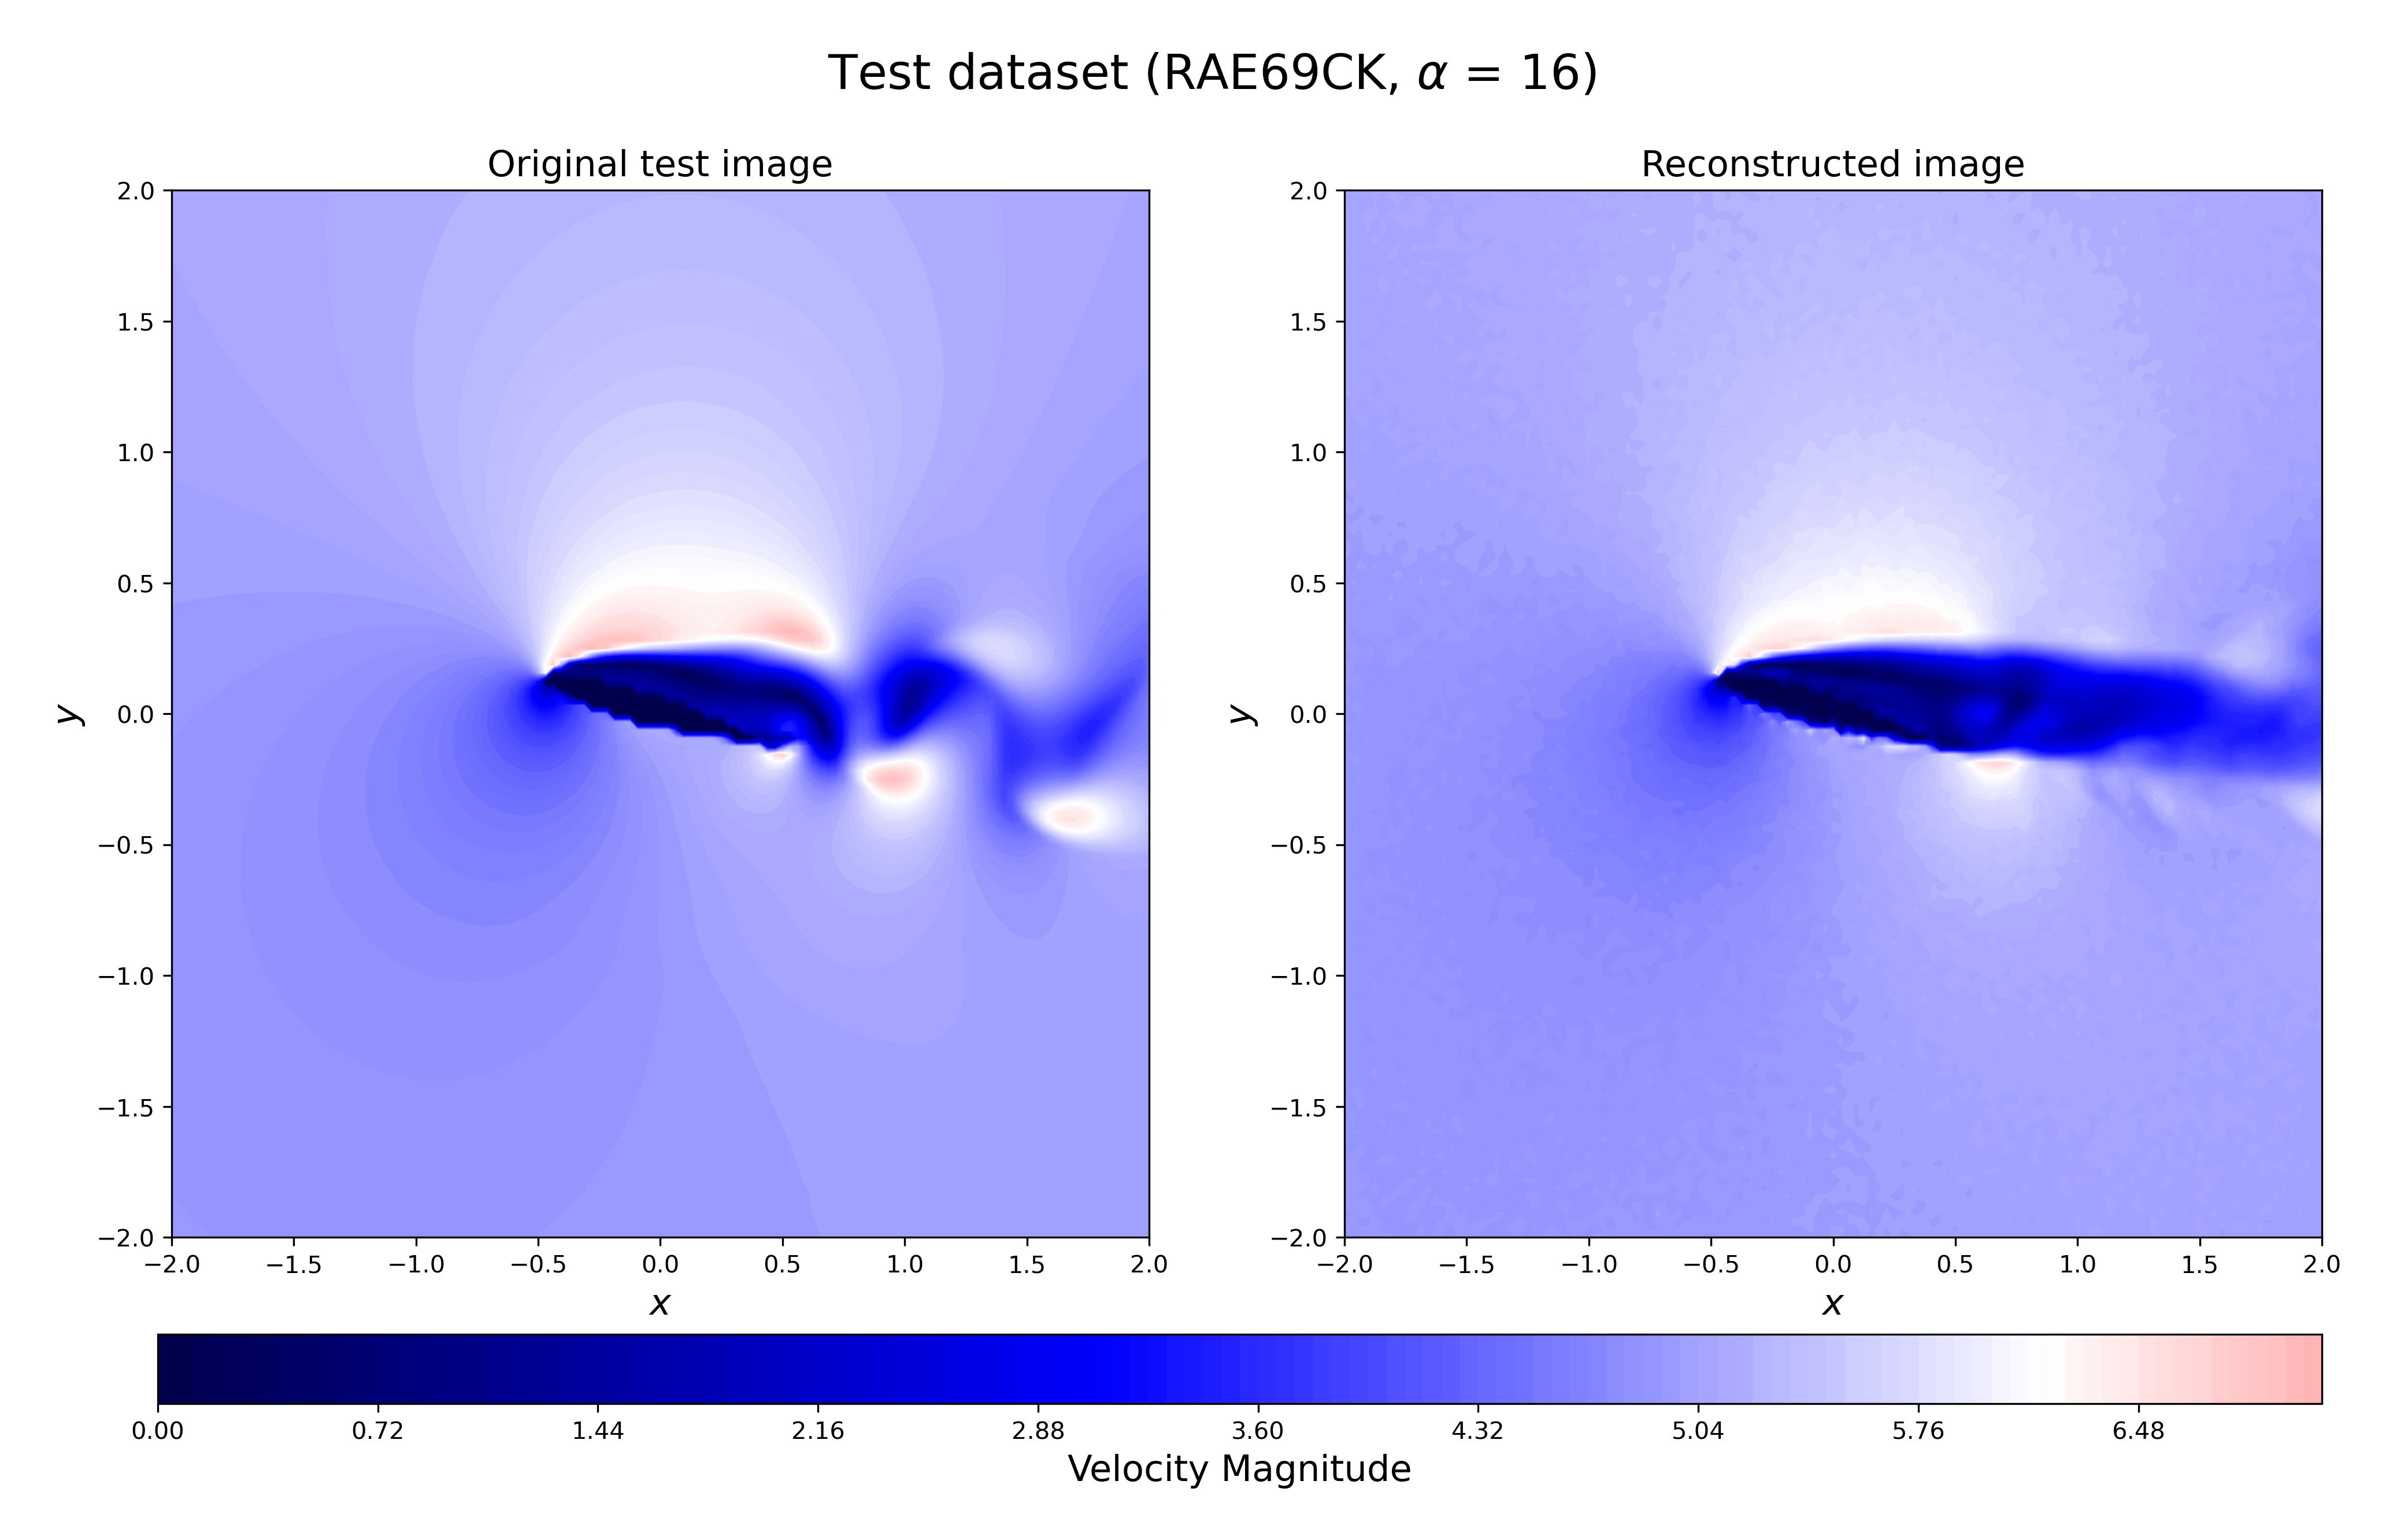 Test dataset (RAE69CK, α = 16)
Original test image
Reconstructed image
2.0
1.5
1.0
0.5
0.0
−0.5
−1.0
−1.5
−2.0
y
−2.0 −1.5 −1.0 −0.5 0.0 0.5 1.0 1.5 2.0
x
2.0
1.5
1.0
0.5
0.0
−0.5
−1.0
−1.5
−2.0
y
−2.0 −1.5 −1.0 −0.5 0.0 0.5 1.0 1.5 2.0
x
0.00 0.72 1.44 2.16 2.88 3.60 4.32 5.04 5.76 6.48
Velocity Magnitude